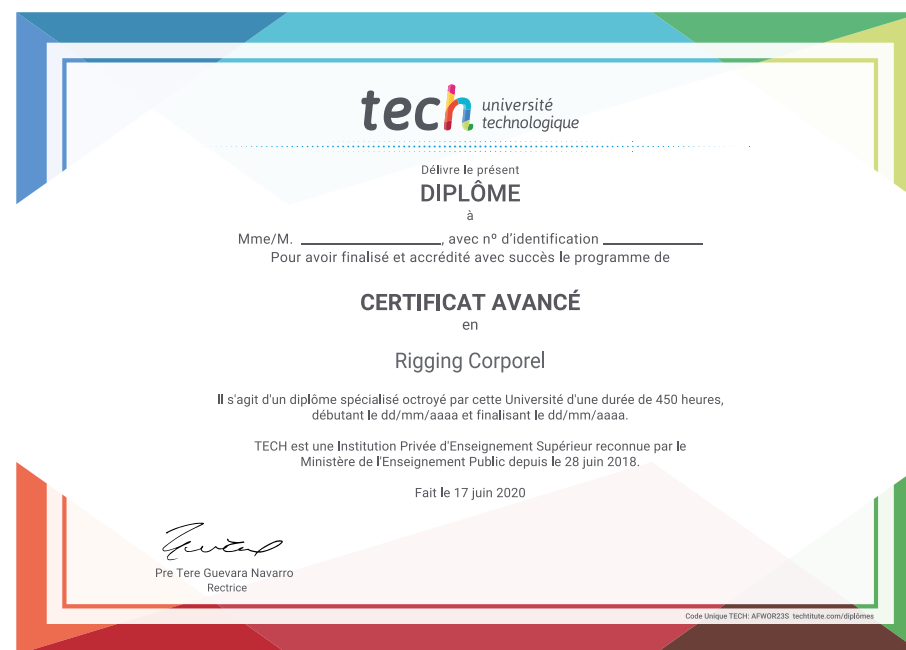 tech université
technologique
Délivre le présent
DIPLÔME
à
Mme/M. ____________________, avec nº d'identification ______________
Pour avoir finalisé et accrédité avec succès le programme de
CERTIFICAT AVANCÉ
en
Rigging Corporel
Il s'agit d'un diplôme spécialisé octroyé par cette Université d'une durée de 450 heures,
débutant le dd/mm/aaaa et finalisant le dd/mm/aaaa.
TECH est une Institution Privée d'Enseignement Supérieur reconnue par le
Ministère de l'Enseignement Public depuis le 28 juin 2018.
Fait le 17 juin 2020
Pre Tere Guevara Navarro
Rectrice
Code Unique TECH: AFWOR23S techtitute.com/diplômes